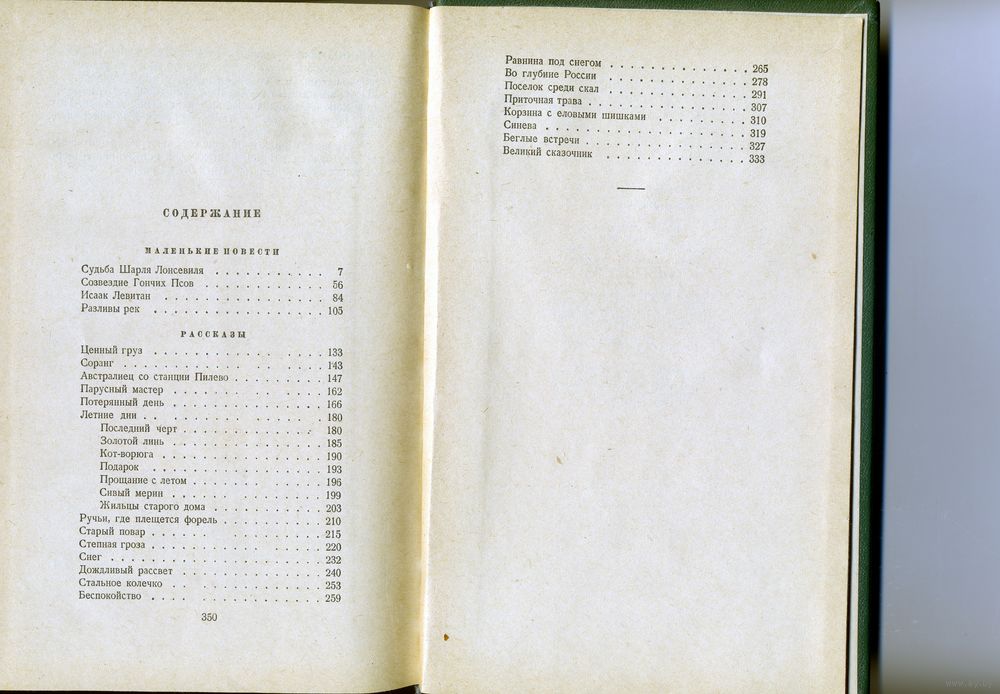 СОДЕРЖАНИЕ
МАЛЕНЬКИЕ ПОВЕСТИ
Судьба Шарля Лонсевиля . . . . . . . . . . . 7
Созвездие Гончих Псов . . . . . . . . . . . . 56
Исаак Левитан . . . . . . . . . . . . . . . 84
Разливы рек . . . . . . . . . . . . . . . . 105
РАССКАЗЫ
Ценный груз . . . . . . . . . . . . . . . 133
Соранг . . . . . . . . . . . . . . . . . . 143
Австралиец со станции Пилево . . . . . . . . . 147
Парусный мастер . . . . . . . . . . . . . . 162
Потерянный день . . . . . . . . . . . . . . 166
Летние дни . . . . . . . . . . . . . . . . 180
Последний черт . . . . . . . . . . . . . 180
Золотой линь . . . . . . . . . . . . . . 185
Кот-ворюга . . . . . . . . . . . . . . . 190
Подарок . . . . . . . . . . . . . . . . 193
Прощание с летом . . . . . . . . . . . . 196
Сивый мерин . . . . . . . . . . . . . . 199
Жильцы старого дома . . . . . . . . . . . 203
Ручьи, где плещется форель . . . . . . . . . . 210
Старый повар . . . . . . . . . . . . . . . 215
Степная гроза . . . . . . . . . . . . . . . 220
Снег . . . . . . . . . . . . . . . . . . . 232
Дождливый рассвет . . . . . . . . . . . . . 240
Стальное колечко . . . . . . . . . . . . . . 253
Беспокойство . . . . . . . . . . . . . . . 259
350
Равнина под снегом . . . . . . . . . . . . . . 265
Во глубине России . . . . . . . . . . . . . . 278
Поселок среди скал . . . . . . . . . . . . . . 291
Приточная трава . . . . . . . . . . . . . . . 307
Корзина с еловыми шишками . . . . . . . . . . 310
Синева . . . . . . . . . . . . . . . . . . . 319
Беглые встречи . . . . . . . . . . . . . . . . 327
Великий сказочник . . . . . . . . . . . . . . 333